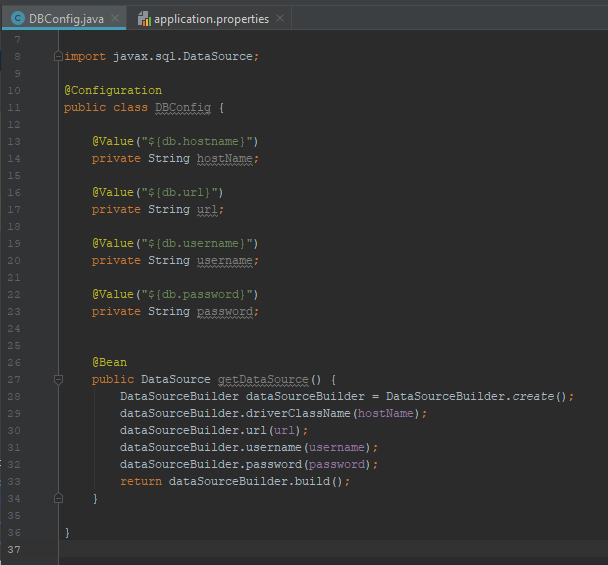 DBConfig.java application.properties
7
8 import javax.sql.DataSource;
9
10 @Configuration
11 public class DBConfig {
12
13 @Value("${db.hostname}")
14 private String hostName;
15
16 @Value("${db.url}")
17 private String url;
18
19 @Value("${db.username}")
20 private String username;
21
22 @Value("${db.password}")
23 private String password;
24
25
26 @Bean
27 public DataSource getDataSource() {
28 DataSourceBuilder dataSourceBuilder = DataSourceBuilder.create();
29 dataSourceBuilder.driverClassName(hostName);
30 dataSourceBuilder.url(url);
31 dataSourceBuilder.username(username);
32 dataSourceBuilder.password(password);
33 return dataSourceBuilder.build();
34 }
35
36 }
37